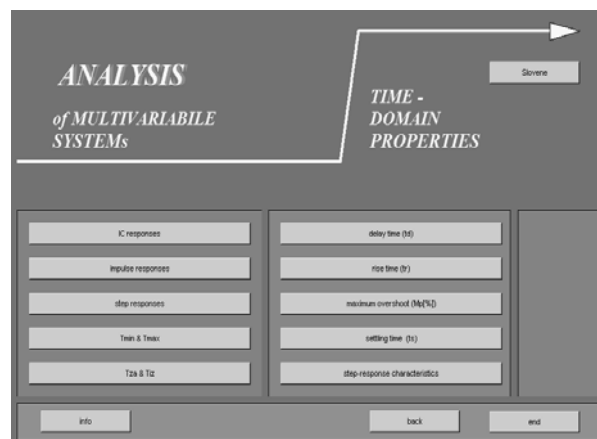 ANALYSIS
of MULTIVARIABILE
SYSTEMs
TIME -
DOMAIN
PROPERTIES
Slovene
IC responses
impulse responses
step responses
Tmin & Tmax
Tza & Tiz
delay time (td)
rise time (tr)
maximum overshoot (Mp[%])
settling time (ts)
step-response characteristics
info
back
end